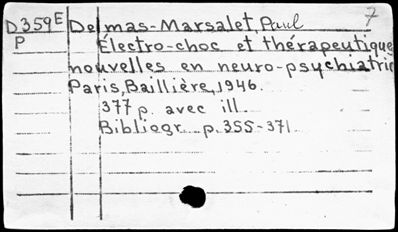 D359E Delmas-Marsalet, Paul 7
P Électro-choc et thérapeutique
nouvelles en neuro-psychiatrie
Paris, Baillière, 1946.
377 p. avec ill.
Bibliogr. p. 355-371.